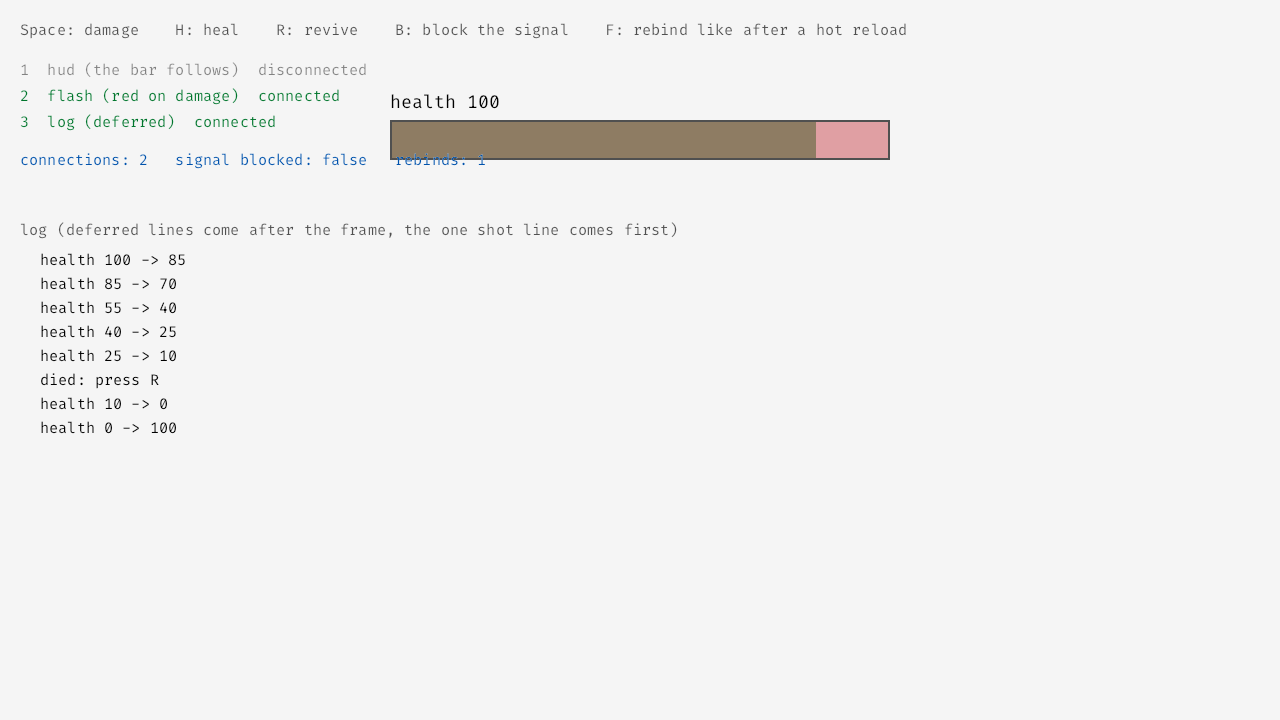 Space: damage    H: heal    R: revive    B: block the signal    F: rebind like after a hot reload
1  hud (the bar follows)  disconnected
2  flash (red on damage)  connected
health 100
3  log (deferred)  connected
connections: 2   signal blocked: false   rebinds: 1
log (deferred lines come after the frame, the one shot line comes first)
health 100 -> 85
health 85 -> 70
health 55 -> 40
health 40 -> 25
health 25 -> 10
died: press R
health 10 -> 0
health 0 -> 100